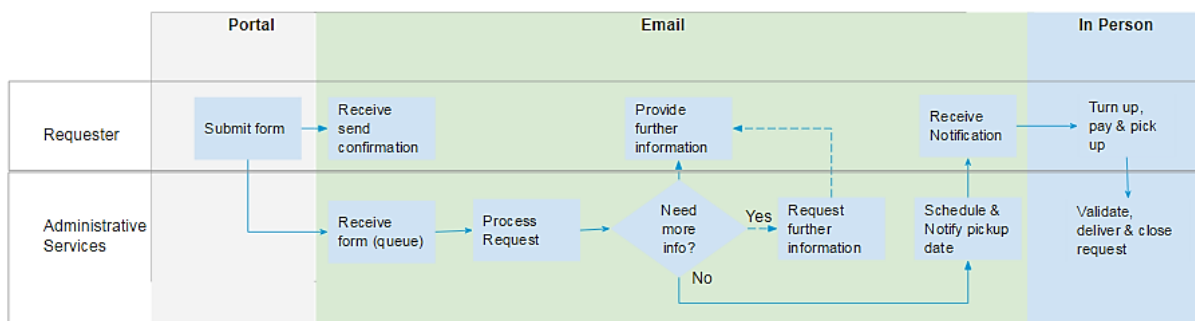 Portal
Email
In Person
Requester
Submit form
Receive
send
confirmation
Provide
further
information
Receive
Notification
Turn up,
pay & pick
up
Administrative
Services
Receive
form (queue)
Process
Request
Need
more
info?
Yes
No
Request
further
information
Schedule &
Notify pickup
date
Validate,
deliver & close
request